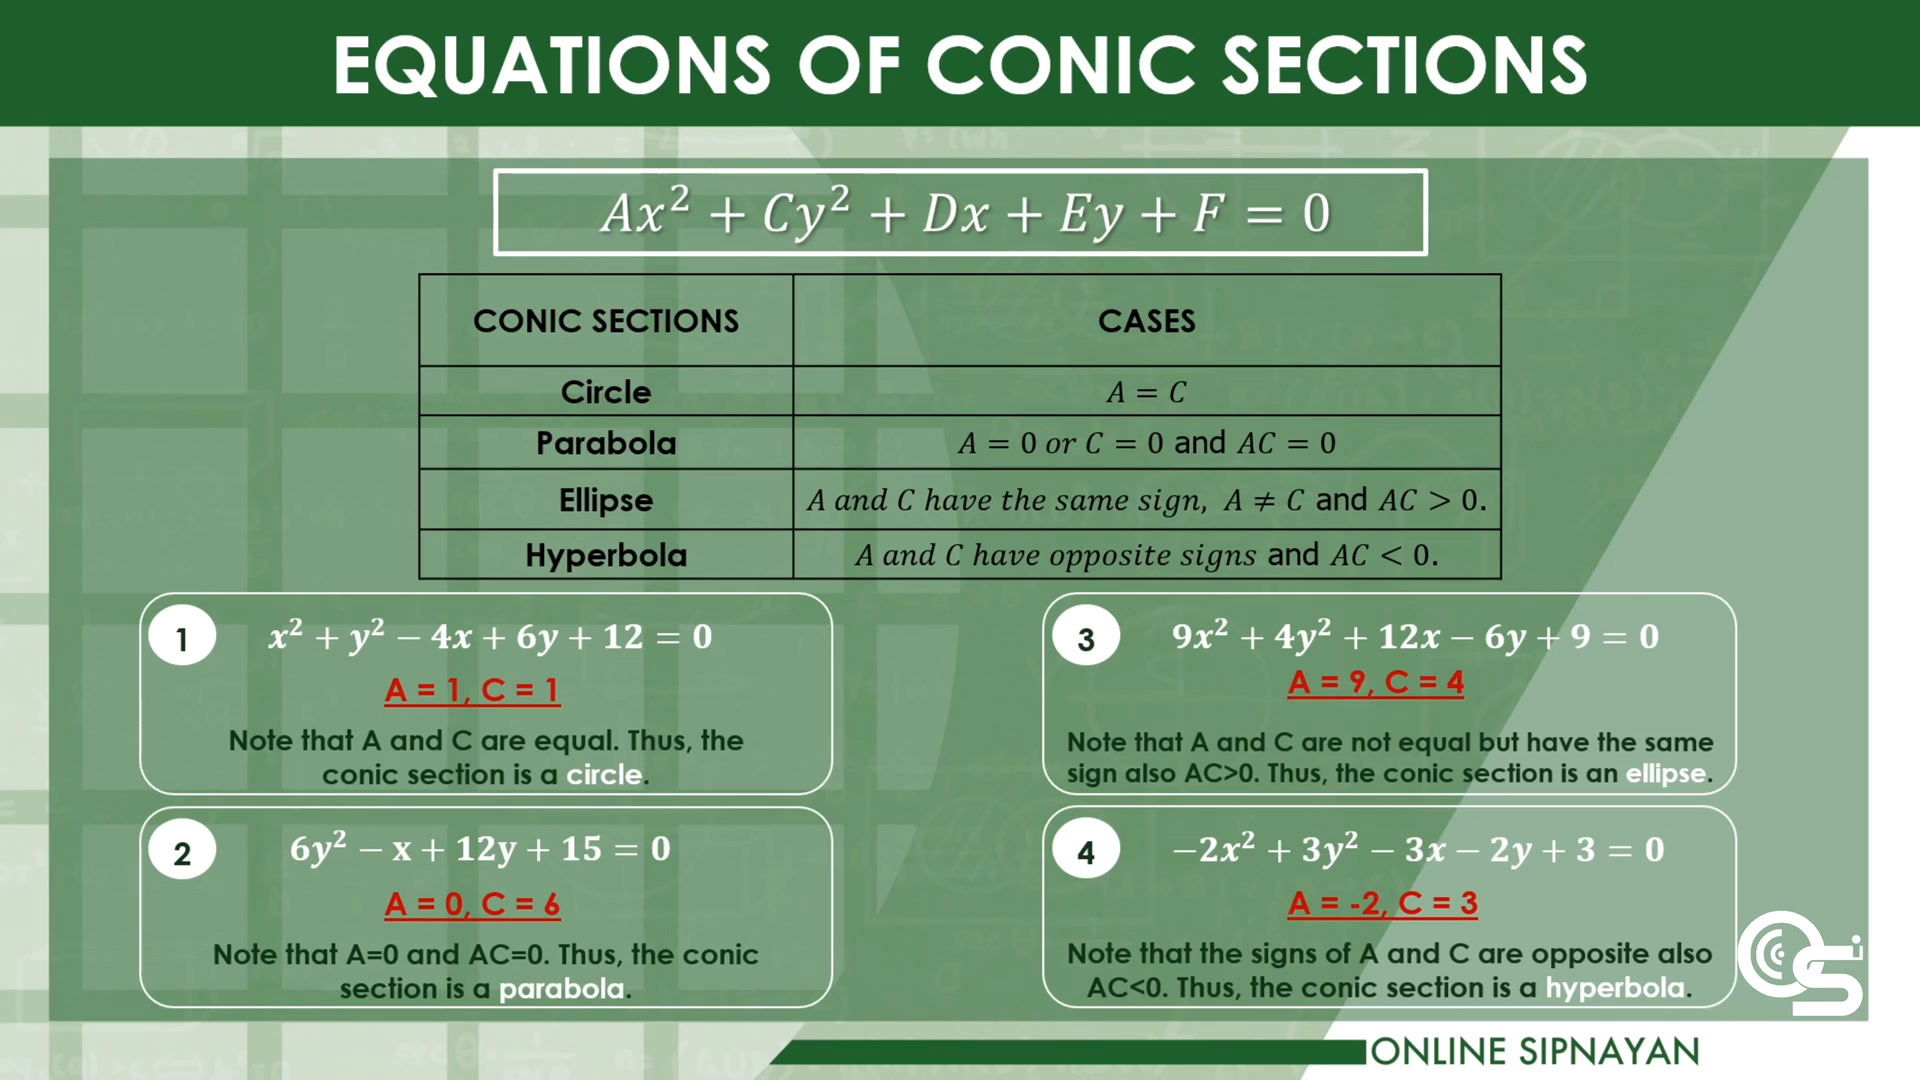 EQUATIONS OF CONIC SECTIONS
Ax² + Cy² + Dx + Ey + F = 0
CONIC SECTIONS CASES
Circle A = C
Parabola A = 0 or C = 0 and AC = 0
Ellipse A and C have the same sign, A ≠ C and AC > 0.
Hyperbola A and C have opposite signs and AC < 0.
1 x² + y² − 4x + 6y + 12 = 0
A = 1, C = 1
Note that A and C are equal. Thus, the
conic section is a circle.
2 6y² − x + 12y + 15 = 0
A = 0, C = 6
Note that A=0 and AC=0. Thus, the conic
section is a parabola.
3 9x² + 4y² + 12x − 6y + 9 = 0
A = 9, C = 4
Note that A and C are not equal but have the same
sign also AC>0. Thus, the conic section is an ellipse.
4 −2x² + 3y² − 3x − 2y + 3 = 0
A = -2, C = 3
Note that the signs of A and C are opposite also
AC<0. Thus, the conic section is a hyperbola.
OSi
ONLINE SIPNAYAN